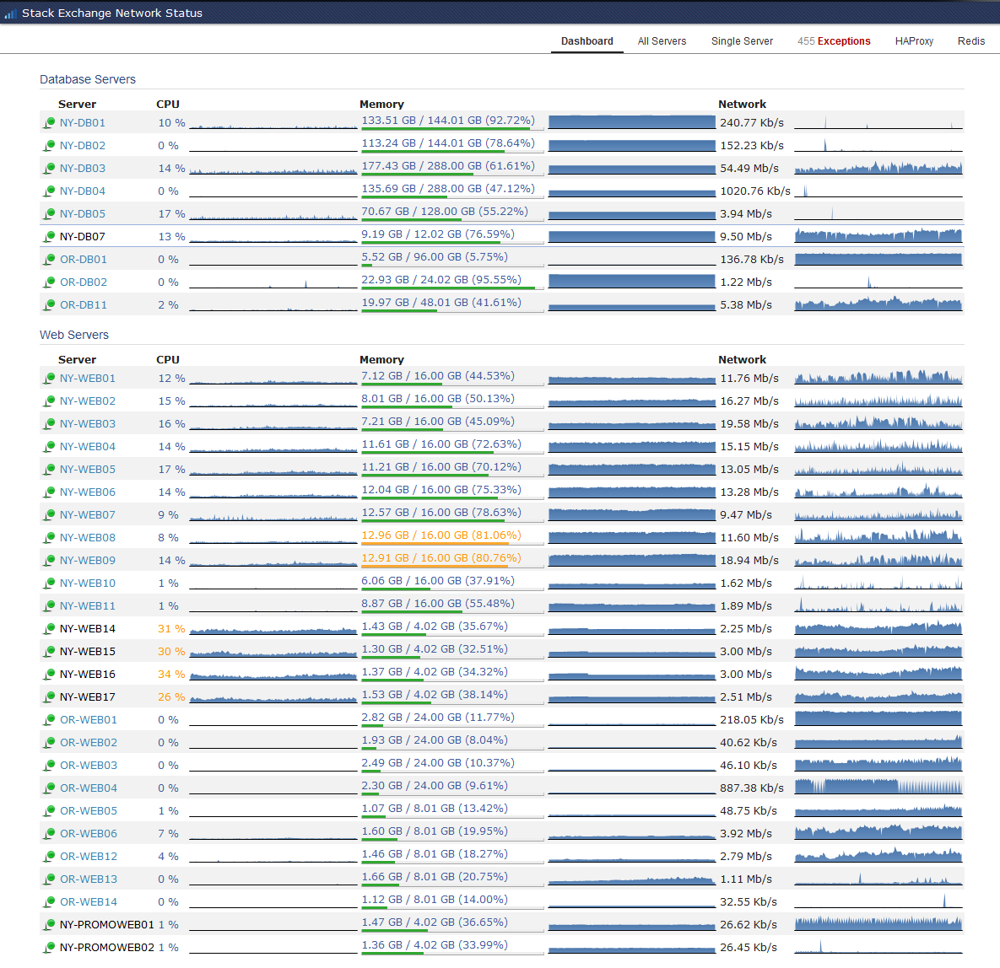 Stack Exchange Network Status
Dashboard All Servers Single Server 455 Exceptions HAProxy Redis
Database Servers
Server CPU Memory Network
NY-DB01 10 % 133.51 GB / 144.01 GB (92.72%) 240.77 Kb/s
NY-DB02 0 % 113.24 GB / 144.01 GB (78.64%) 152.23 Kb/s
NY-DB03 14 % 177.43 GB / 288.00 GB (61.61%) 54.49 Mb/s
NY-DB04 0 % 135.69 GB / 288.00 GB (47.12%) 1020.76 Kb/s
NY-DB05 17 % 70.67 GB / 128.00 GB (55.22%) 3.94 Mb/s
NY-DB07 13 % 9.19 GB / 12.02 GB (76.59%) 9.50 Mb/s
OR-DB01 0 % 5.52 GB / 96.00 GB (5.75%) 136.78 Kb/s
OR-DB02 0 % 22.93 GB / 24.02 GB (95.55%) 1.22 Mb/s
OR-DB11 2 % 19.97 GB / 48.01 GB (41.61%) 5.38 Mb/s
Web Servers
Server CPU Memory Network
NY-WEB01 12 % 7.12 GB / 16.00 GB (44.53%) 11.76 Mb/s
NY-WEB02 15 % 8.01 GB / 16.00 GB (50.13%) 16.27 Mb/s
NY-WEB03 16 % 7.21 GB / 16.00 GB (45.09%) 19.58 Mb/s
NY-WEB04 14 % 11.61 GB / 16.00 GB (72.63%) 15.15 Mb/s
NY-WEB05 17 % 11.21 GB / 16.00 GB (70.12%) 13.05 Mb/s
NY-WEB06 14 % 12.04 GB / 16.00 GB (75.33%) 13.28 Mb/s
NY-WEB07 9 % 12.57 GB / 16.00 GB (78.63%) 9.47 Mb/s
NY-WEB08 8 % 12.96 GB / 16.00 GB (81.06%) 11.60 Mb/s
NY-WEB09 14 % 12.91 GB / 16.00 GB (80.76%) 18.94 Mb/s
NY-WEB10 1 % 6.06 GB / 16.00 GB (37.91%) 1.62 Mb/s
NY-WEB11 1 % 8.87 GB / 16.00 GB (55.48%) 1.89 Mb/s
NY-WEB14 31 % 1.43 GB / 4.02 GB (35.67%) 2.25 Mb/s
NY-WEB15 30 % 1.30 GB / 4.02 GB (32.51%) 3.00 Mb/s
NY-WEB16 34 % 1.37 GB / 4.02 GB (34.32%) 3.00 Mb/s
NY-WEB17 26 % 1.53 GB / 4.02 GB (38.14%) 2.51 Mb/s
OR-WEB01 0 % 2.82 GB / 24.00 GB (11.77%) 218.05 Kb/s
OR-WEB02 0 % 1.93 GB / 24.00 GB (8.04%) 40.62 Kb/s
OR-WEB03 0 % 2.49 GB / 24.00 GB (10.37%) 46.10 Kb/s
OR-WEB04 0 % 2.30 GB / 24.00 GB (9.61%) 887.38 Kb/s
OR-WEB05 1 % 1.07 GB / 8.01 GB (13.42%) 48.75 Kb/s
OR-WEB06 7 % 1.60 GB / 8.01 GB (19.95%) 3.92 Mb/s
OR-WEB12 4 % 1.46 GB / 8.01 GB (18.27%) 2.79 Mb/s
OR-WEB13 0 % 1.66 GB / 8.01 GB (20.75%) 1.11 Mb/s
OR-WEB14 0 % 1.12 GB / 8.01 GB (14.00%) 32.55 Kb/s
NY-PROMOWEB01 1 % 1.47 GB / 4.02 GB (36.65%) 26.62 Kb/s
NY-PROMOWEB02 1 % 1.36 GB / 4.02 GB (33.99%) 26.45 Kb/s